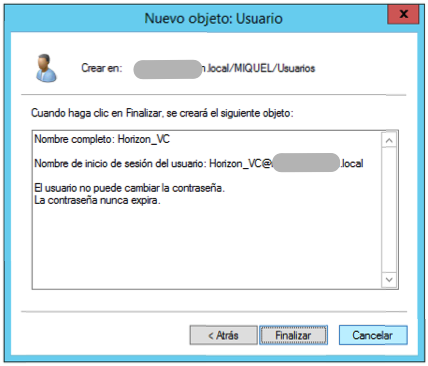 Nuevo objeto: Usuario
x
Crear en: .local/MIQUEL/Usuarios
Cuando haga clic en Finalizar, se creará el siguiente objeto:
Nombre completo: Horizon_VC
Nombre de inicio de sesión del usuario: Horizon_VC@ .local
El usuario no puede cambiar la contraseña.
La contraseña nunca expira.
< Atrás Finalizar Cancelar